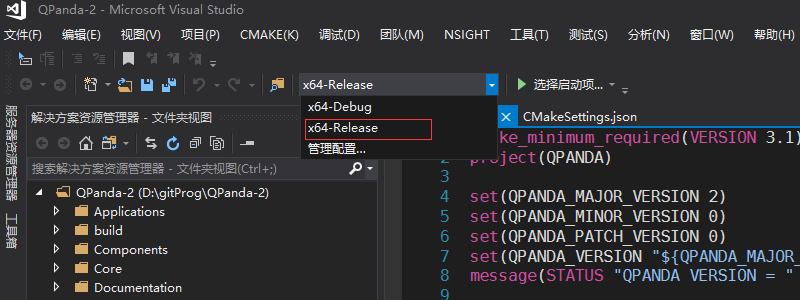 QPanda-2 - Microsoft Visual Studio
文件(F) 编辑(E) 视图(V) 项目(P) CMAKE(K) 调试(D) 团队(M) NSIGHT 工具(T) 测试(S) 分析(N) 窗口(W) 帮助(H)
x64-Release 选择启动项...
x64-Debug
x64-Release
管理配置...
服务器资源管理器
工具箱
解决方案资源管理器 - 文件夹视图
搜索解决方案资源管理器 - 文件夹视图(Ctrl+;)
QPanda-2 (D:\gitProg\QPanda-2)
Applications
build
Components
Core
Documentation
CMakeSettings.json
ke_minimum_required(VERSION 3.1)
2 project(QPANDA)
3
4 set(QPANDA_MAJOR_VERSION 2)
5 set(QPANDA_MINOR_VERSION 0)
6 set(QPANDA_PATCH_VERSION 0)
7 set(QPANDA_VERSION "${QPANDA_MAJOR_
8 message(STATUS "QPANDA VERSION = "
9